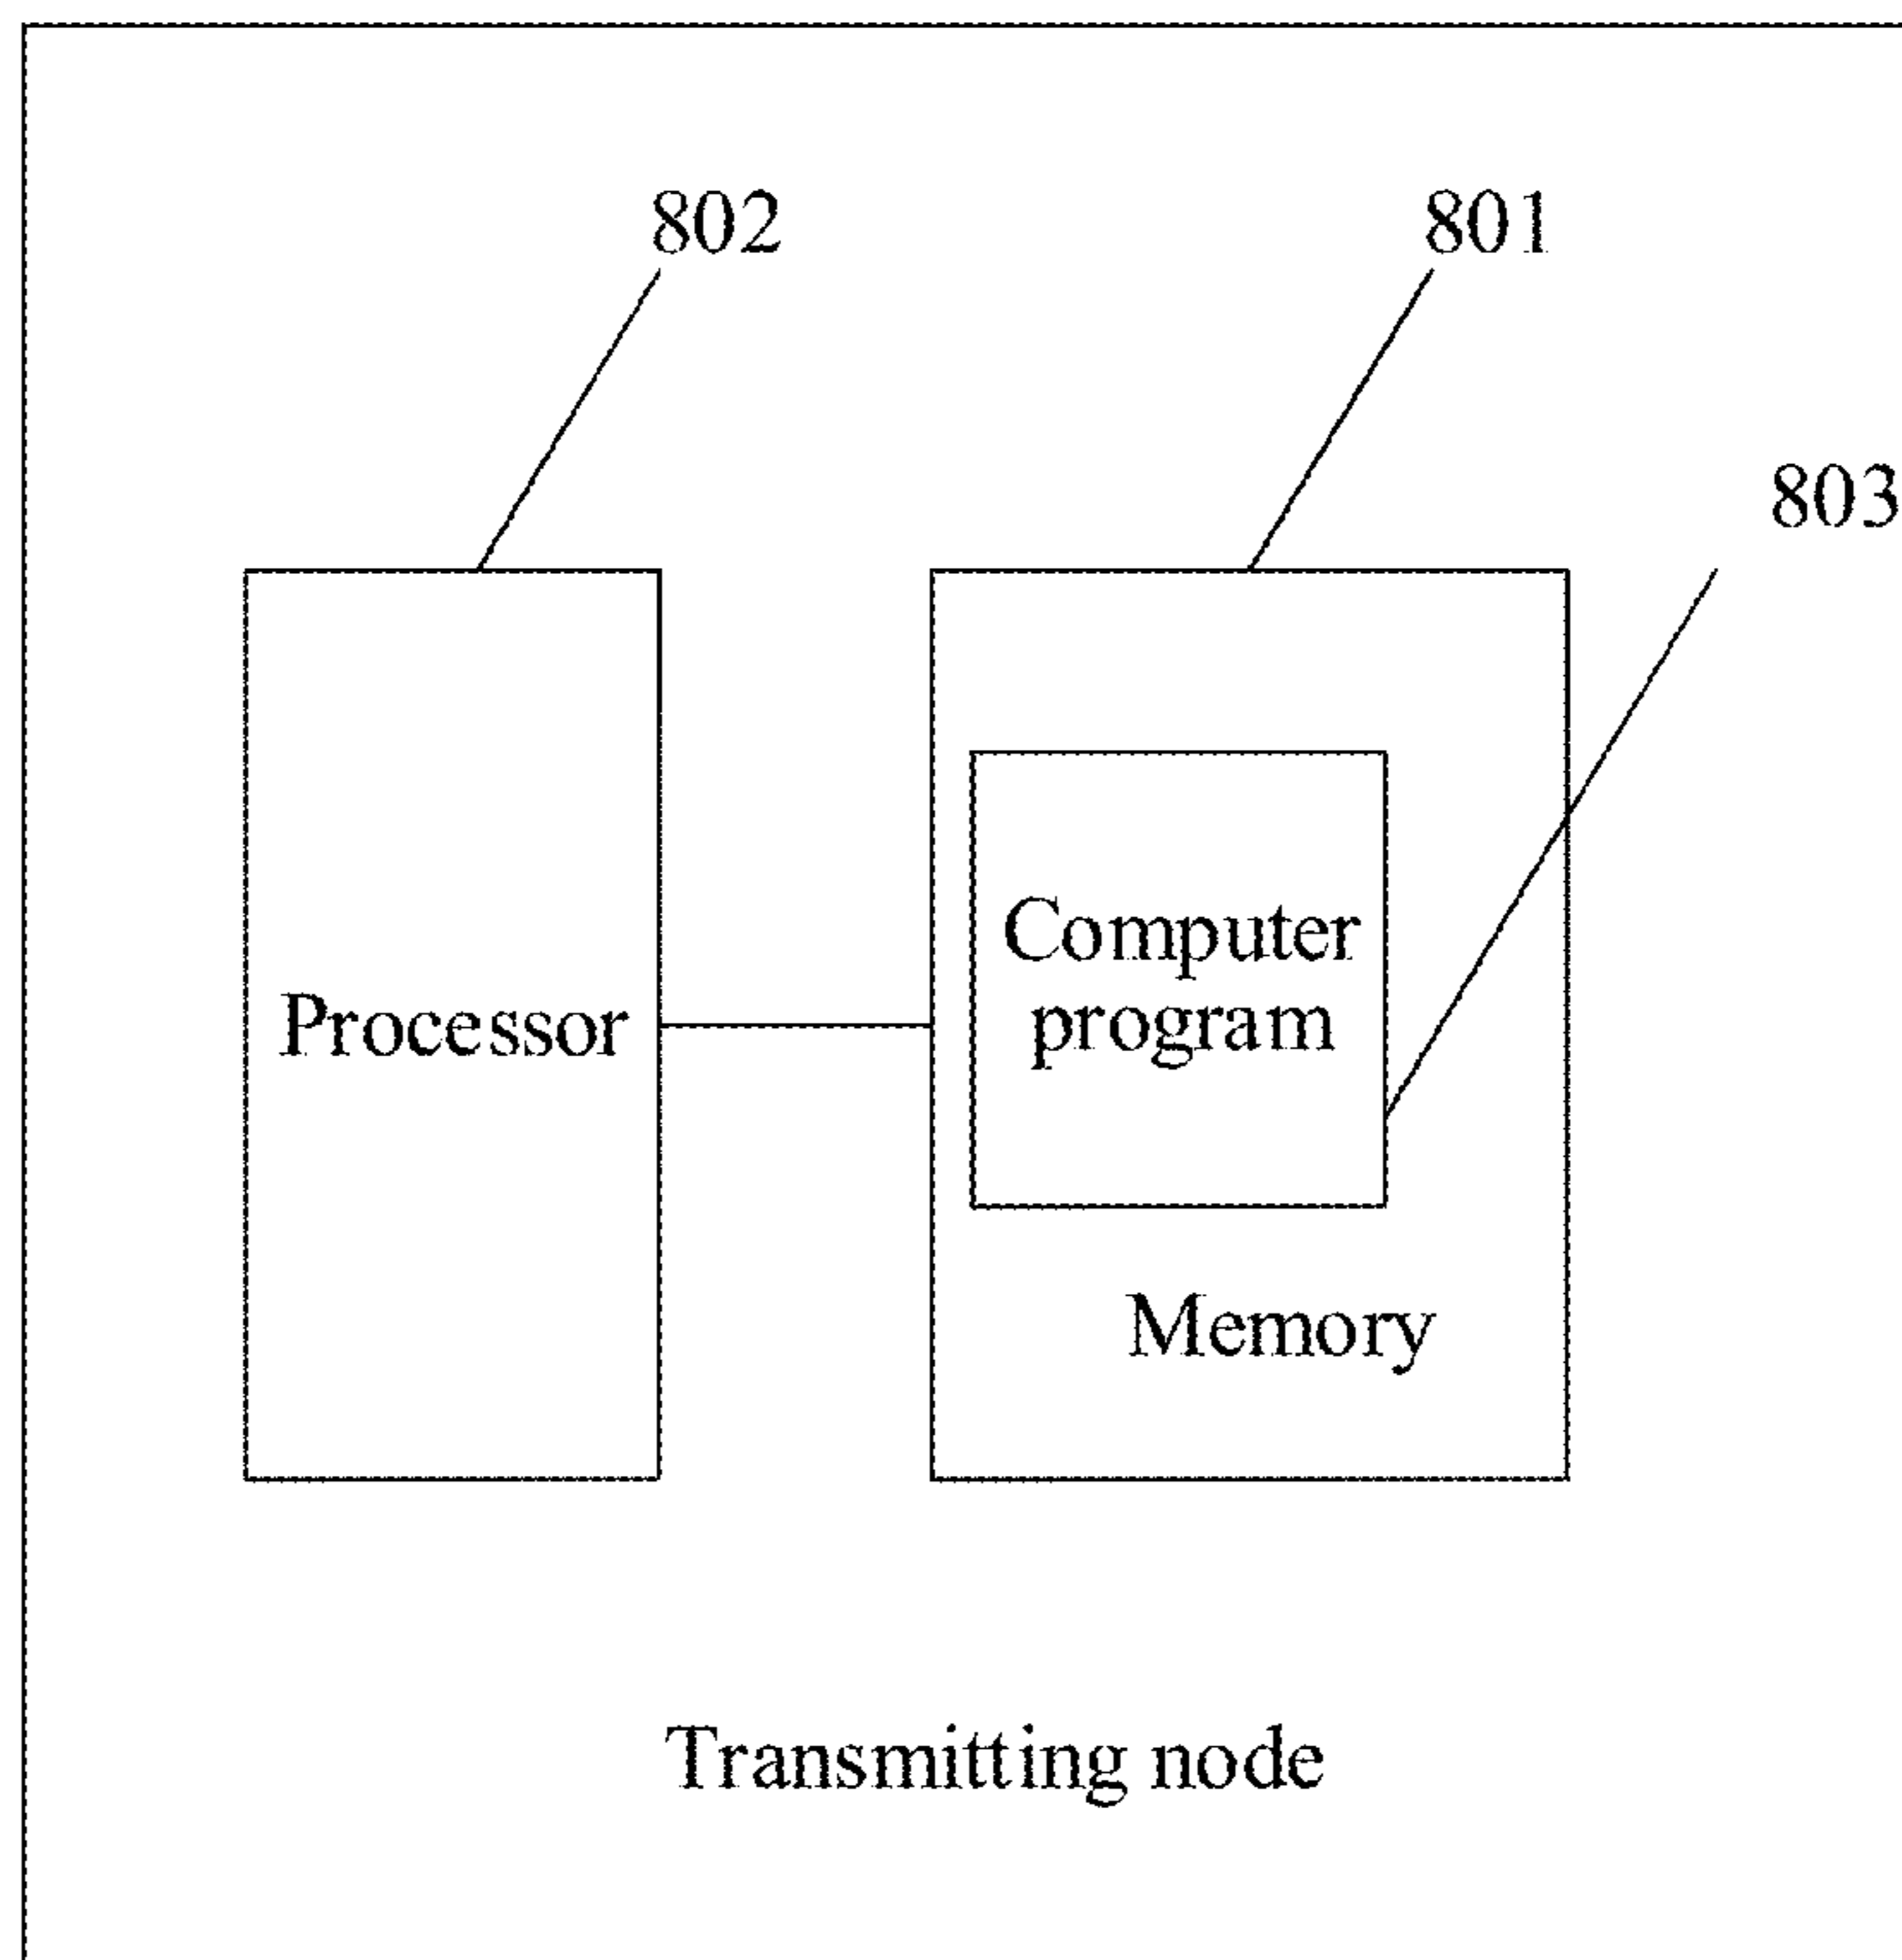 802
801
803
Computer
program
Processor
Memory
Transmitting node